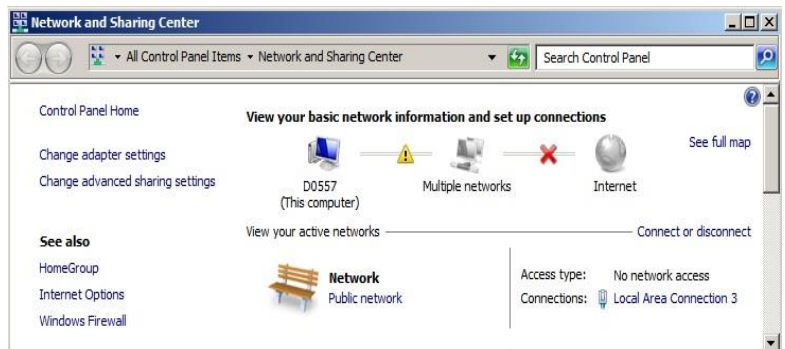 Network and Sharing Center
All Control Panel Items Network and Sharing Center
Search Control Panel
Control Panel Home
Change adapter settings
Change advanced sharing settings
See also
HomeGroup
Internet Options
Windows Firewall
View your basic network information and set up connections
See full map
D0557
(This computer)
Multiple networks
Internet
View your active networks
Connect or disconnect
Network
Public network
Access type: No network access
Connections: Local Area Connection 3